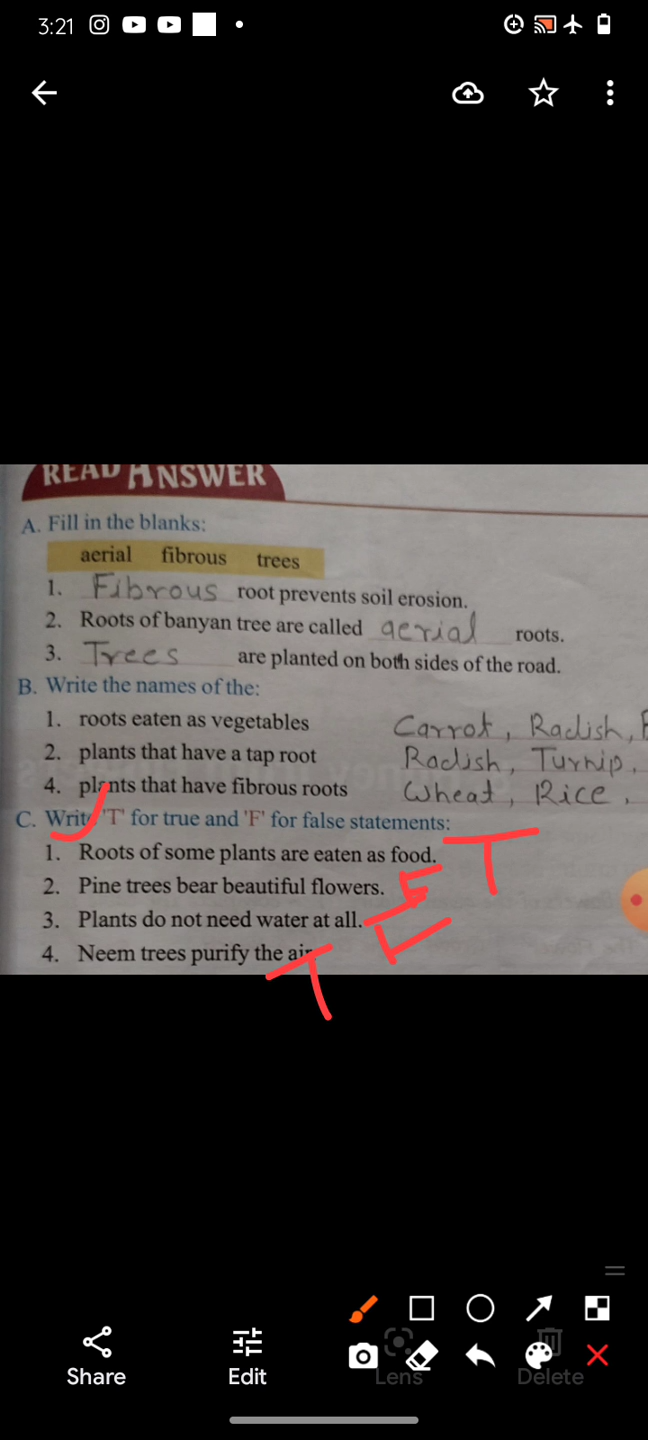 3:21
READ ANSWER
A. Fill in the blanks:
aerial fibrous trees
1. Fibrous root prevents soil erosion.
2. Roots of banyan tree are called aerial roots.
3. Trees are planted on both sides of the road.
B. Write the names of the:
1. roots eaten as vegetables Carrot, Radish,
2. plants that have a tap root Radish, Turnip,
4. plants that have fibrous roots Wheat, Rice,
C. Write 'T' for true and 'F' for false statements:
1. Roots of some plants are eaten as food. T
2. Pine trees bear beautiful flowers. F
3. Plants do not need water at all. F
4. Neem trees purify the air T
Share Edit Lens Delete